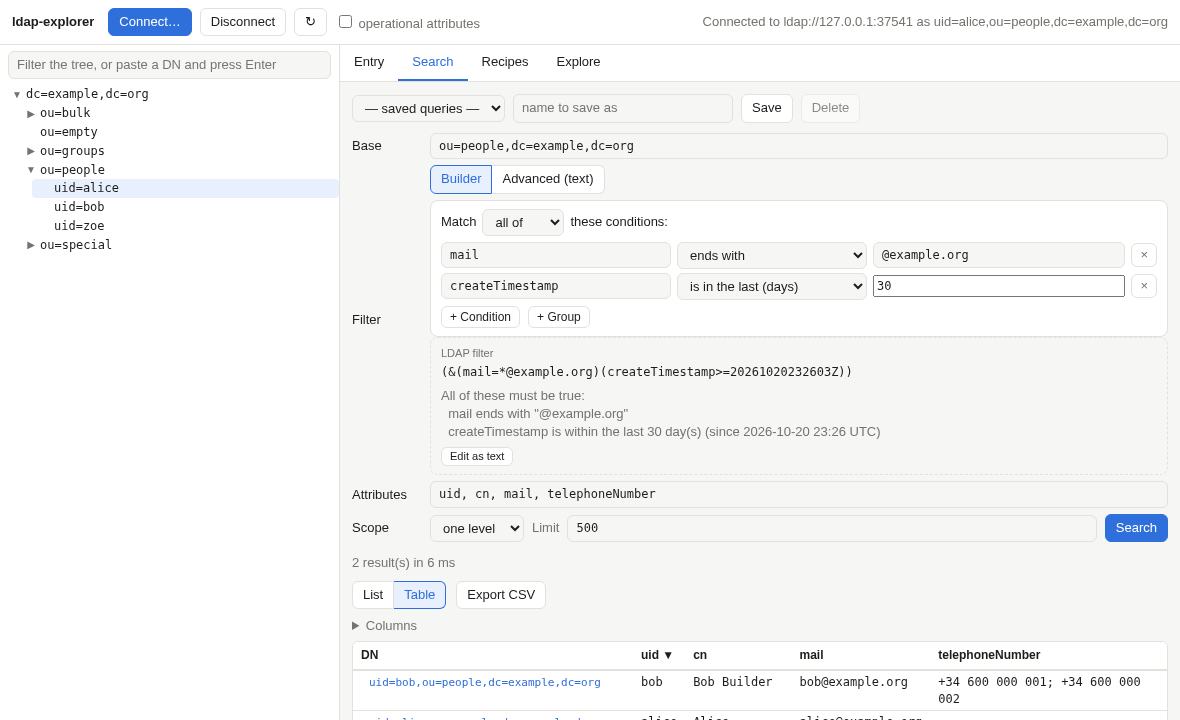 ldap-explorer Connect… Disconnect ↻ operational attributes Connected to ldap://127.0.0.1:37541 as uid=alice,ou=people,dc=example,dc=org
Filter the tree, or paste a DN and press Enter
▼ dc=example,dc=org
▶ ou=bulk
ou=empty
▶ ou=groups
▼ ou=people
uid=alice
uid=bob
uid=zoe
▶ ou=special
Entry Search Recipes Explore
— saved queries — name to save as Save Delete
Base ou=people,dc=example,dc=org
Builder Advanced (text)
Match all of these conditions:
mail ends with @example.org ×
createTimestamp is in the last (days) 30 ×
+ Condition + Group
Filter
LDAP filter
(&(mail=*@example.org)(createTimestamp>=20261020232603Z))
All of these must be true:
mail ends with "@example.org"
createTimestamp is within the last 30 day(s) (since 2026-10-20 23:26 UTC)
Edit as text
Attributes uid, cn, mail, telephoneNumber
Scope one level Limit 500 Search
2 result(s) in 6 ms
List Table Export CSV
▶ Columns
DN uid ▼ cn mail telephoneNumber
uid=bob,ou=people,dc=example,dc=org bob Bob Builder bob@example.org +34 600 000 001; +34 600 000
002